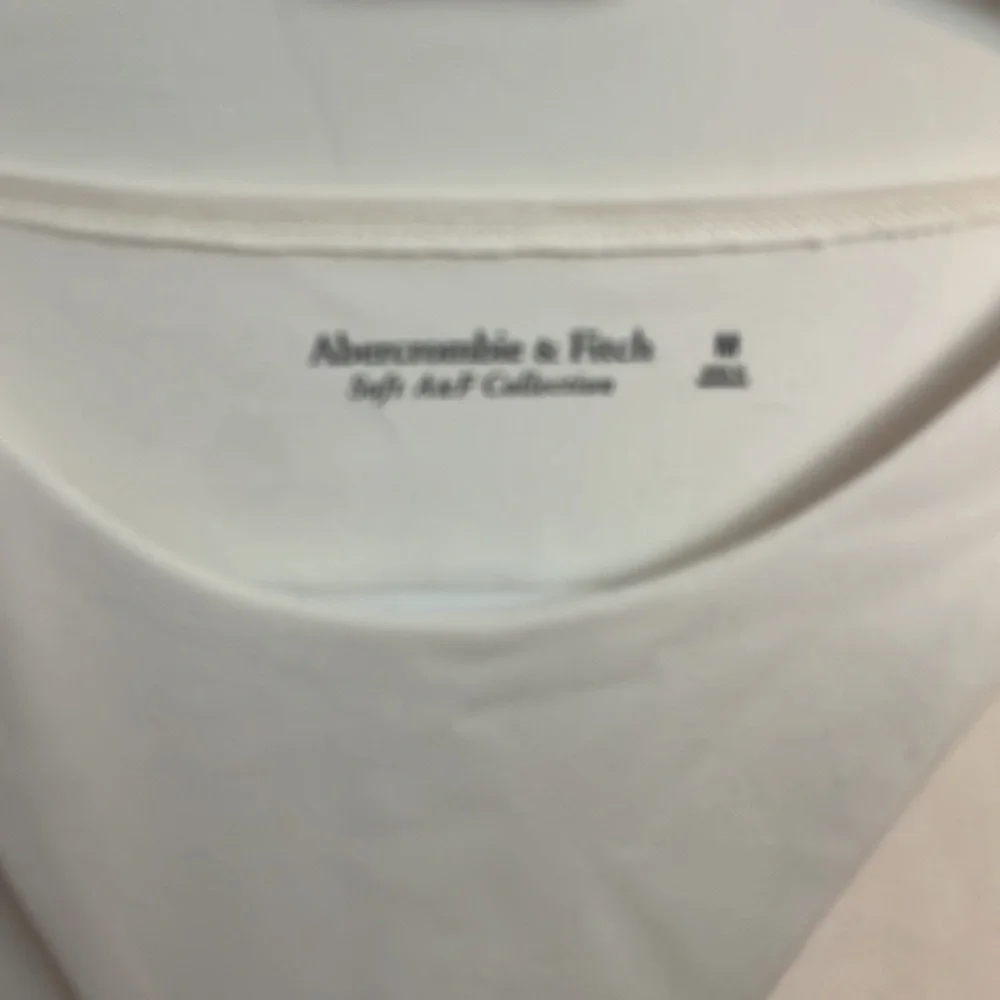 Abercrombie & Fitch
Soft A&F Collection
M